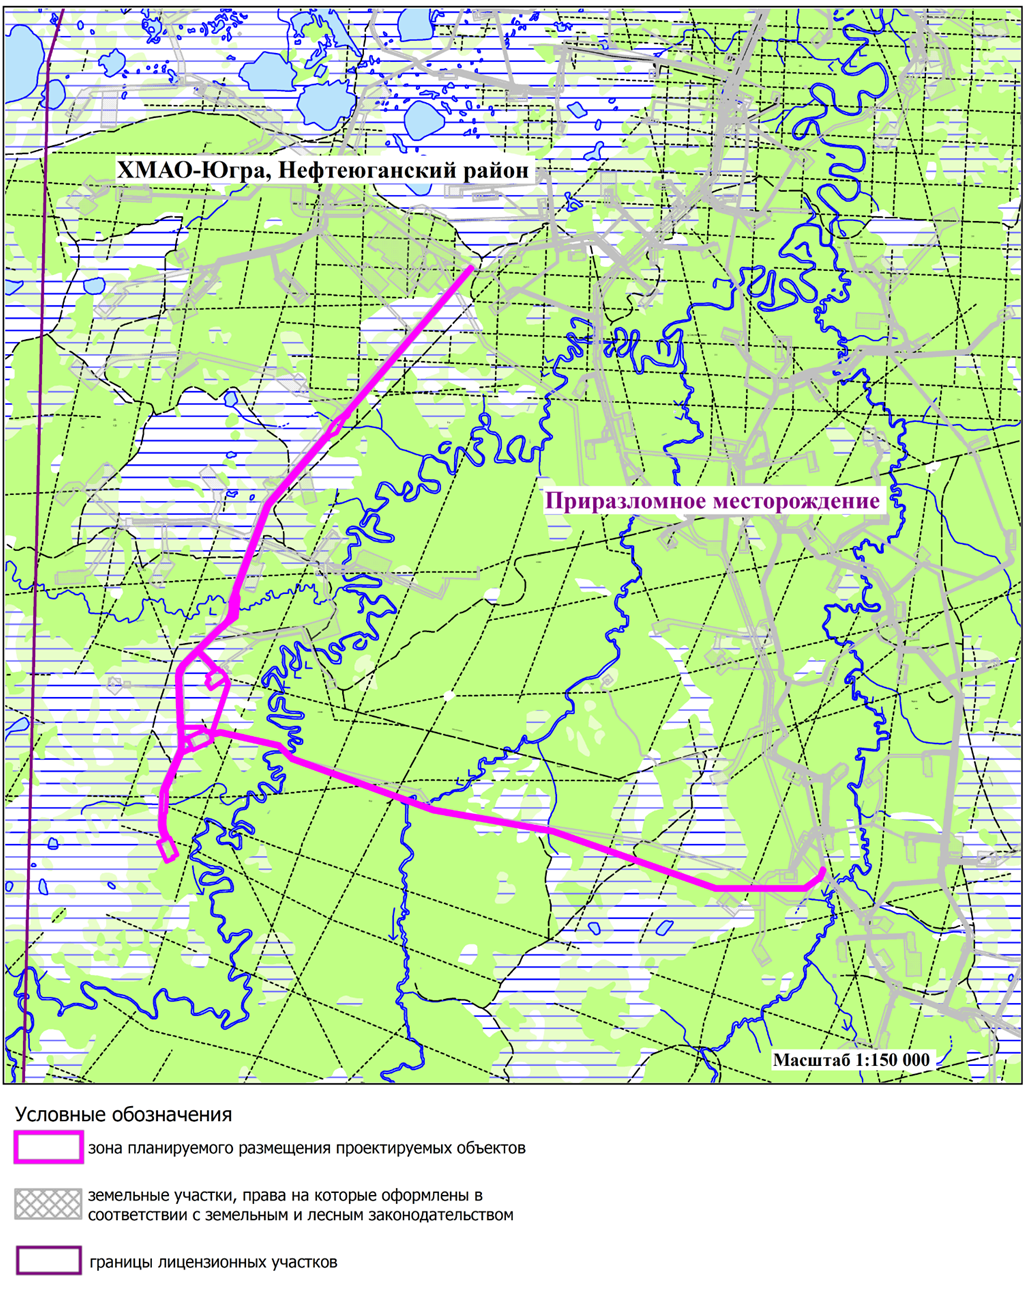 ХМАО-Югра, Нефтеюганский район
Приразломное месторождение
Масштаб 1:150 000
Условные обозначения
зона планируемого размещения проектируемых объектов
земельные участки, права на которые оформлены в
соответствии с земельным и лесным законодательством
границы лицензионных участков